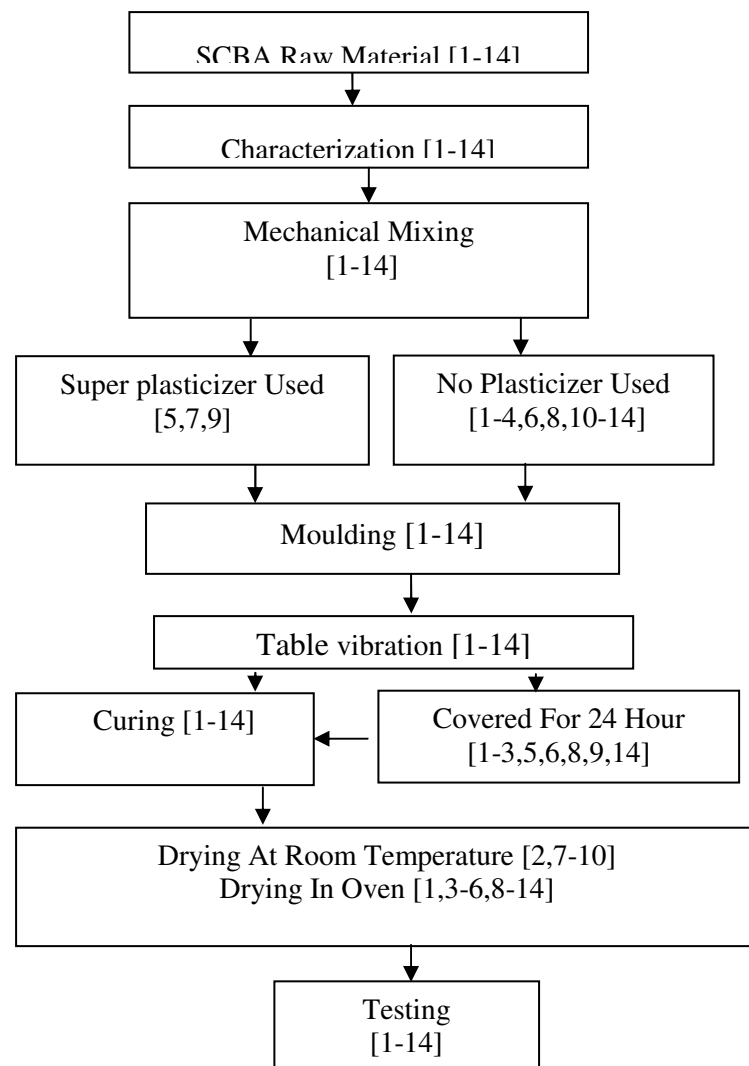 SCBA Raw Material [1-14]
Characterization [1-14]
Mechanical Mixing
[1-14]
Super plasticizer Used
[5,7,9]
No Plasticizer Used
[1-4,6,8,10-14]
Moulding [1-14]
Table vibration [1-14]
Curing [1-14]
Covered For 24 Hour
[1-3,5,6,8,9,14]
Drying At Room Temperature [2,7-10]
Drying In Oven [1,3-6,8-14]
Testing
[1-14]